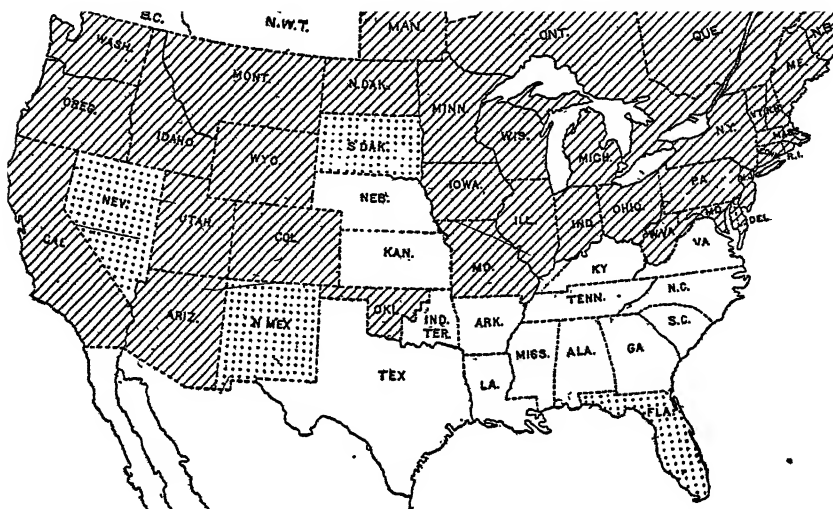 B.C.
N.W.T.
MAN.
ONT.
QUE.
N.B.
WASH.
MONT.
N.DAK.
MINN.
ME.
OREG.
IDAHO.
WYO.
S DAK.
WIS.
MICH.
N.Y.
MASS
R.I.
NEV.
UTAH.
COL
NEB.
IOWA.
ILL.
IND.
OHIO.
PA.
N.J.
CAL
KAN.
MO.
KY
W.VA
VA
MD.
DEL.
ARIZ.
N MEX
OKL.
IND.
TER.
ARK.
TENN.
N.C.
S.C.
TEX
LA.
MISS.
ALA.
GA
FLA.